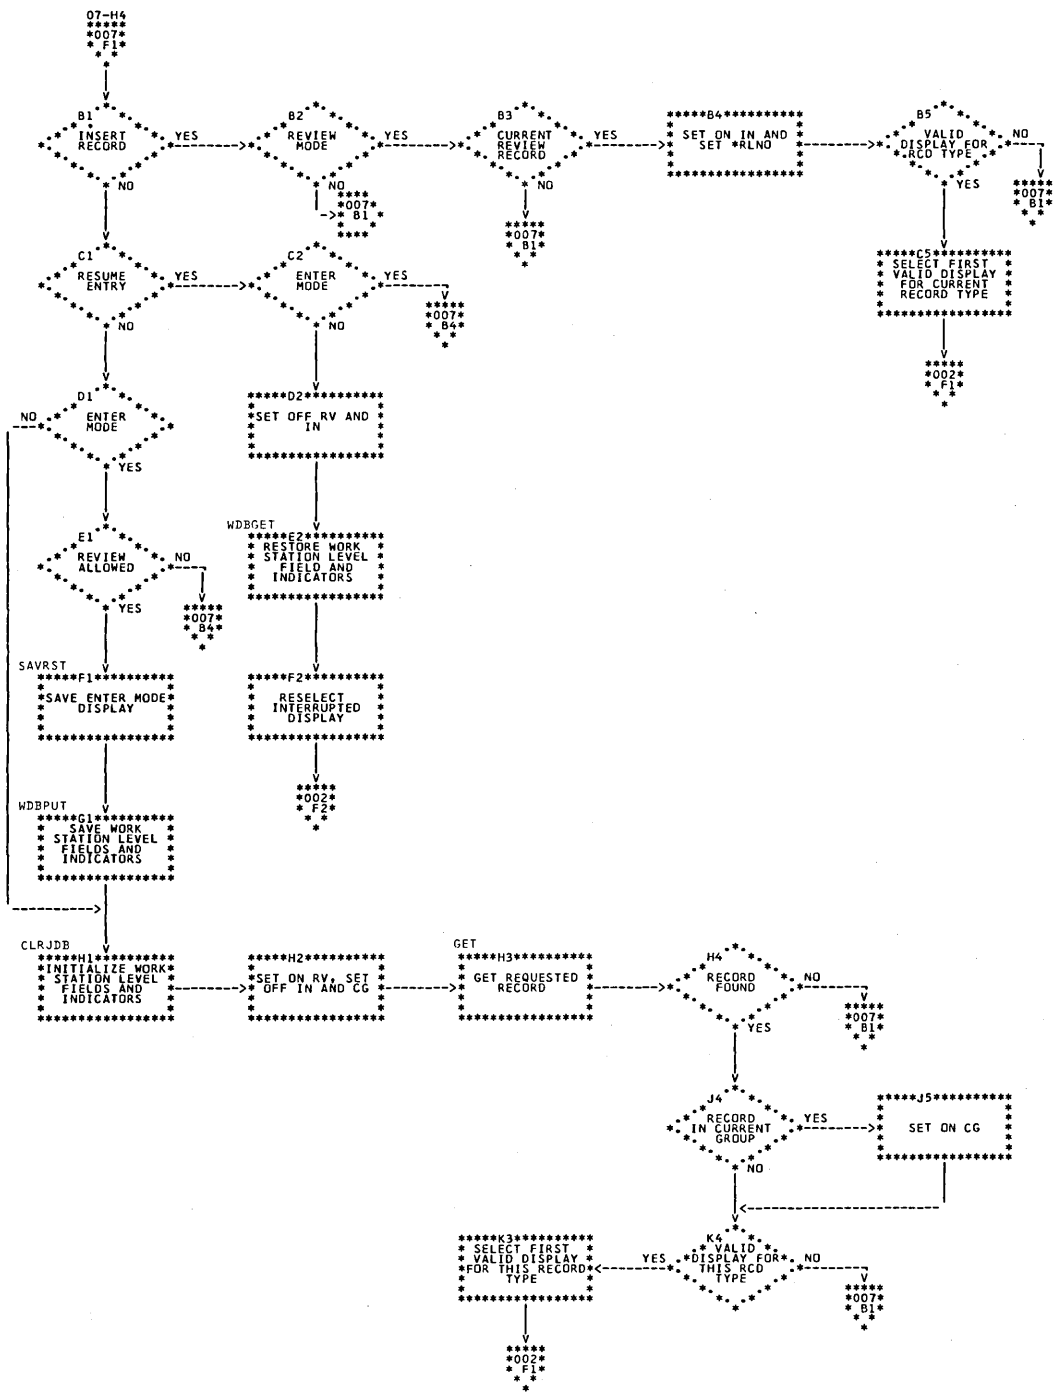 07-H4
*****
*007*
* F1*
* *
*
B1
INSERT
RECORD
YES
NO
B2
REVIEW
MODE
YES
NO
****
*007*
-->* B1 *
* *
****
B3
CURRENT
REVIEW
RECORD
YES
NO
*****
*007*
* B1*
* *
*
*****B4**********
SET ON IN AND
SET *RLNO
*****************
B5
VALID
DISPLAY FOR
RCD TYPE
NO
YES
*****
*007*
* B1*
* *
*
C1
RESUME
ENTRY
YES
NO
C2
ENTER
MODE
YES
NO
*****
*007*
* B4*
* *
*
*****C5**********
SELECT FIRST
VALID DISPLAY
FOR CURRENT
RECORD TYPE
*****************
*****
*002*
* F1*
* *
*
D1
NO
ENTER
MODE
YES
*****D2**********
*SET OFF RV AND *
IN
*****************
E1
REVIEW
ALLOWED
NO
YES
*****
*007*
* B4*
* *
*
WDBGET
*****E2**********
RESTORE WORK
STATION LEVEL
FIELD AND
INDICATORS
*****************
SAVRST
*****F1**********
*SAVE ENTER MODE*
DISPLAY
*****************
*****F2**********
RESELECT
INTERRUPTED
DISPLAY
*****************
*****
*002*
* F2*
* *
*
WDBPUT
*****G1**********
SAVE WORK
STATION LEVEL
FIELDS AND
INDICATORS
*****************
CLRJDB
*****H1**********
*INITIALIZE WORK*
STATION LEVEL
FIELDS AND
INDICATORS
*****************
*****H2**********
*SET ON RV, SET *
OFF IN AND CG
*****************
GET
*****H3**********
GET REQUESTED
RECORD
*****************
H4
RECORD
FOUND
NO
YES
*****
*007*
* B1*
* *
*
J4
RECORD
IN CURRENT
GROUP
YES
NO
*****J5**********
SET ON CG
*****************
*****K3**********
SELECT FIRST
VALID DISPLAY
*FOR THIS RECORD*
TYPE
*****************
K4
VALID
DISPLAY FOR
THIS RCD
TYPE
YES
NO
*****
*007*
* B1*
* *
*
*****
*002*
* F1*
* *
*